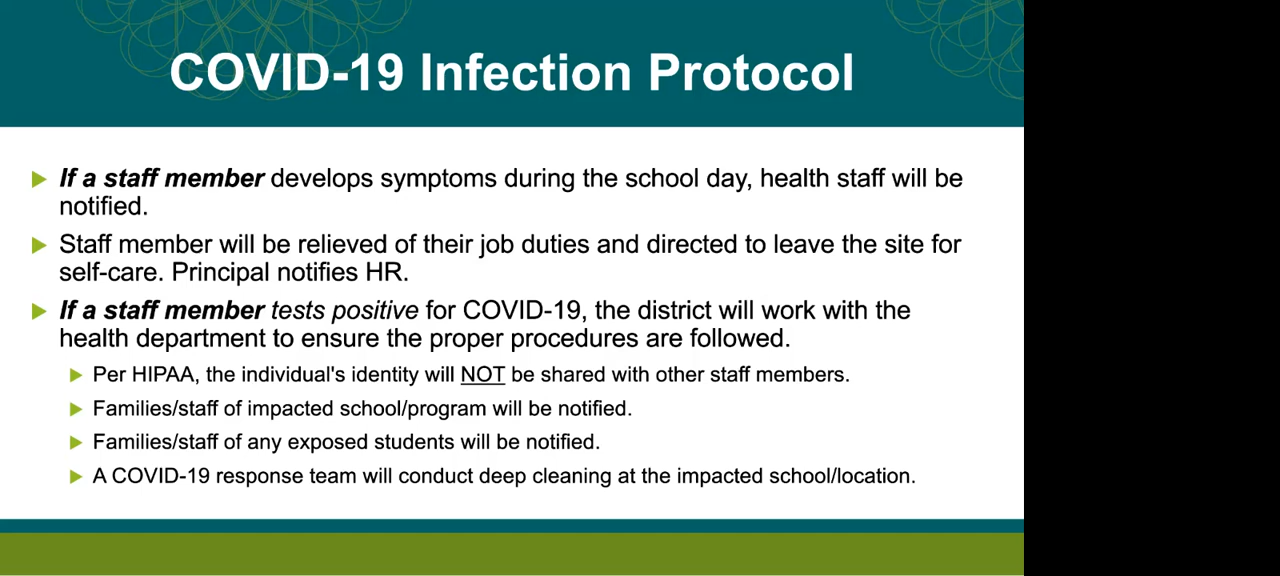 COVID-19 Infection Protocol
If a staff member develops symptoms during the school day, health staff will be
notified.
Staff member will be relieved of their job duties and directed to leave the site for
self-care. Principal notifies HR.
If a staff member tests positive for COVID-19, the district will work with the
health department to ensure the proper procedures are followed.
Per HIPAA, the individual's identity will NOT be shared with other staff members.
Families/staff of impacted school/program will be notified.
Families/staff of any exposed students will be notified.
A COVID-19 response team will conduct deep cleaning at the impacted school/location.